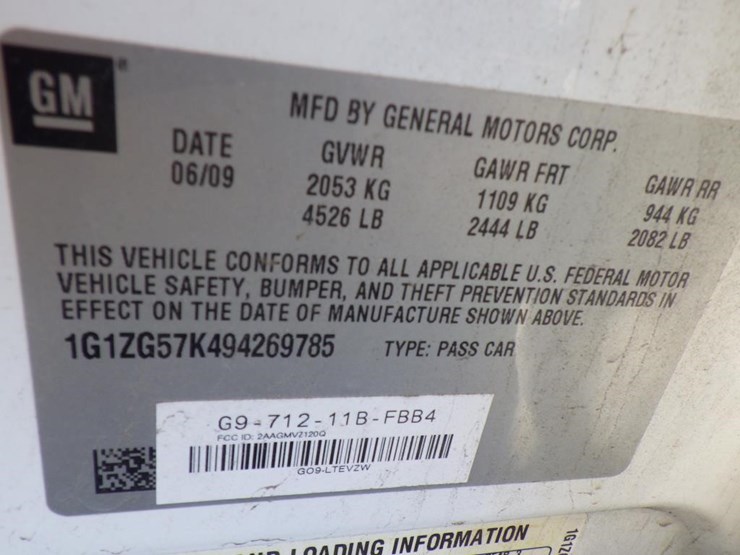 GM
MFD BY GENERAL MOTORS CORP.
DATE GVWR GAWR FRT GAWR RR
06/09 2053 KG 1109 KG 944 KG
4526 LB 2444 LB 2082 LB
THIS VEHICLE CONFORMS TO ALL APPLICABLE U.S. FEDERAL MOTOR
VEHICLE SAFETY, BUMPER, AND THEFT PREVENTION STANDARDS IN
EFFECT ON THE DATE OF MANUFACTURE SHOWN ABOVE.
1G1ZG57K494269785 TYPE: PASS CAR
G9-712-11B-FBB4
FCC ID: 2AAGMV2120G
GO9-LTEVZW
LOADING INFORMATION